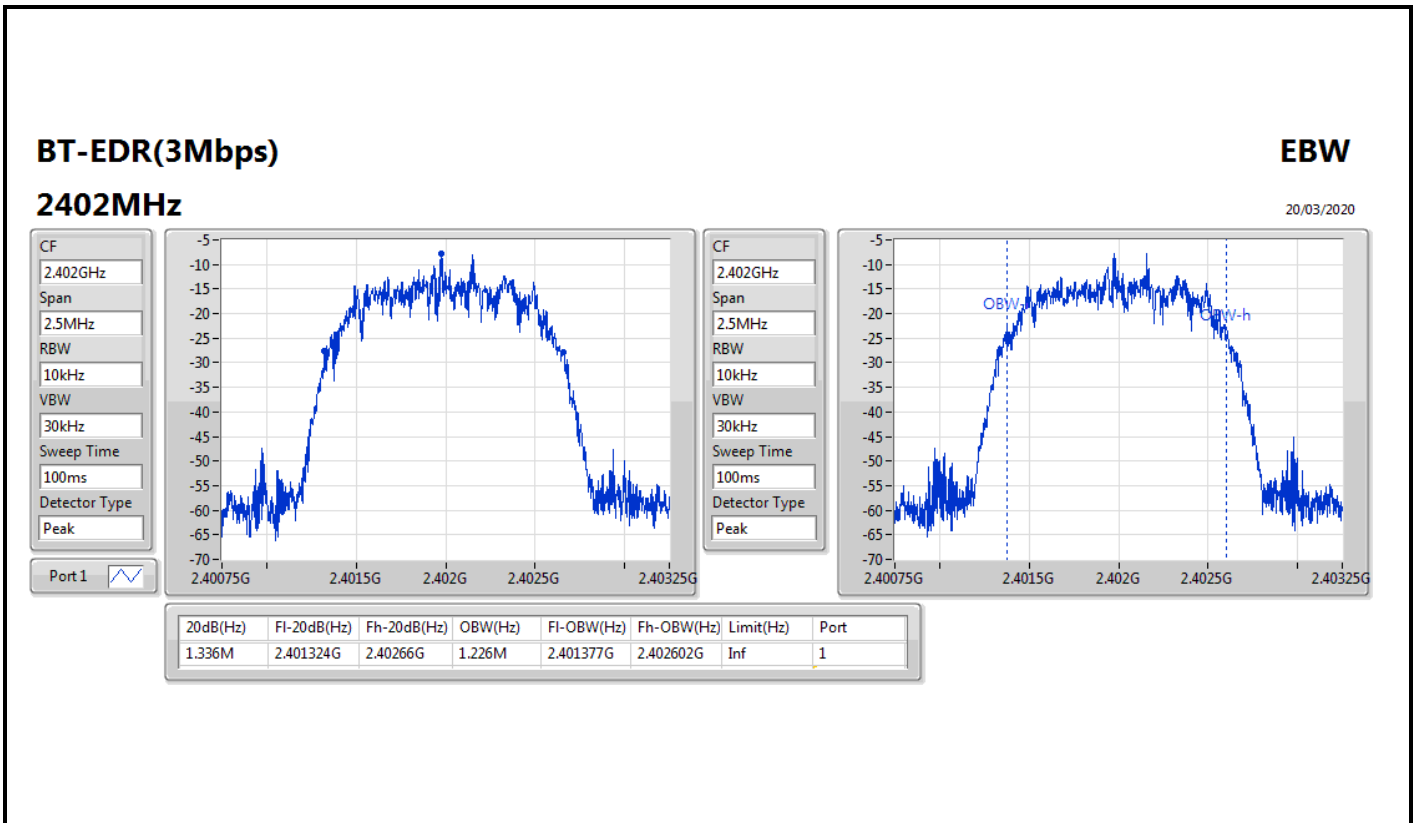 BT-EDR(3Mbps)
EBW
2402MHz
20/03/2020
CF
2.402GHz
Span
2.5MHz
RBW
10kHz
VBW
30kHz
Sweep Time
100ms
Detector Type
Peak
Port 1
-5
-10
-15
-20
-25
-30
-35
-40
-45
-50
-55
-60
-65
-70
2.40075G 2.4015G 2.402G 2.4025G 2.40325G
CF
2.402GHz
Span
2.5MHz
RBW
10kHz
VBW
30kHz
Sweep Time
100ms
Detector Type
Peak
-5
-10
-15
-20
-25
-30
-35
-40
-45
-50
-55
-60
-65
-70
OBW-
OBW-h
2.40075G 2.4015G 2.402G 2.4025G 2.40325G
20dB(Hz) Fl-20dB(Hz) Fh-20dB(Hz) OBW(Hz) Fl-OBW(Hz) Fh-OBW(Hz) Limit(Hz) Port
1.336M 2.401324G 2.40266G 1.226M 2.401377G 2.402602G Inf 1